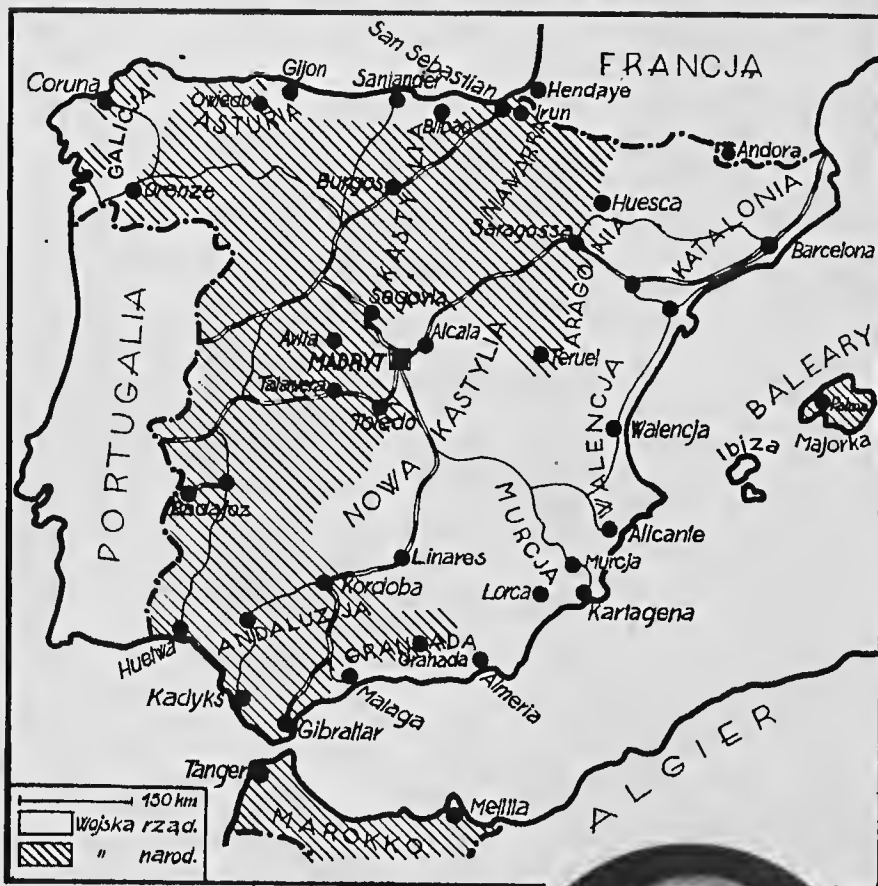 San Sebastian
FRANCJA
Coruna
Gijon
Santander
Hendaye
Oviedo
Irun
Bilbao
ASTURIA
GALICJA
Andora
Orenze
Burgos
KASTYLIA
NAWARRA
Huesca
Saragossa
KATALONIA
Barcelona
ARAGONIA
Segovia
Avila
Alcala
MADRYT
Teruel
Talavera
Toledo
NOWA KASTYLIA
PORTUGALIA
WALENCJA
Walencja
BALEARY
Palma
Majorka
Ibiza
Badajoz
MURCJA
Alicante
Linares
Murcja
Kordoba
Lorca
Kartagena
ANDALUZJJA
GRANADA
Granada
Huelwa
Malaga
Almeria
Kadyks
Gibraltar
Tanger
Melilla
MAROKKO
ALGIER
150 km
Wojska rząd.
" narod.